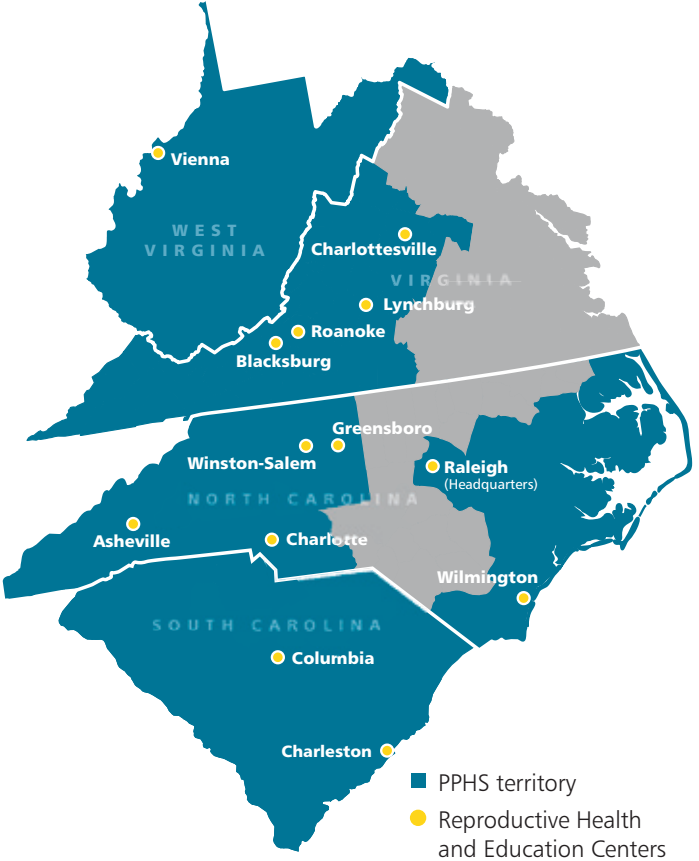 Vienna
WEST
VIRGINIA
Charlottesville
VIRGINIA
Lynchburg
Roanoke
Blacksburg
Greensboro
Winston-Salem
Raleigh
(Headquarters)
NORTH CAROLINA
Asheville
Charlotte
Wilmington
SOUTH CAROLINA
Columbia
Charleston
PPHS territory
Reproductive Health
and Education Centers